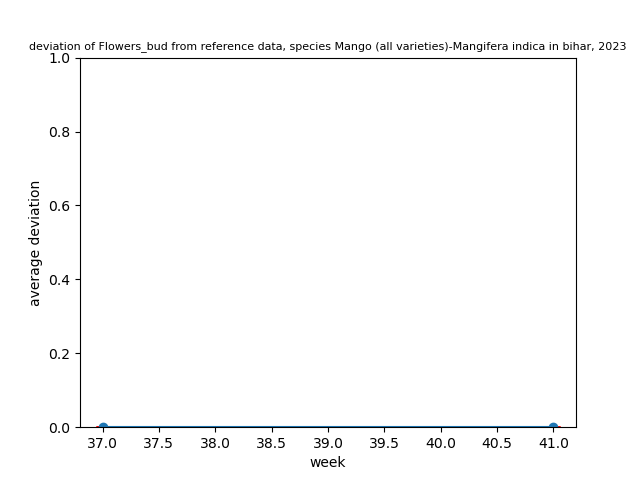 deviation of Flowers_bud from reference data, species Mango (all varieties)-Mangifera indica in bihar, 2023
1.0
0.8
0.6
0.4
0.2
0.0
average deviation
37.0 37.5 38.0 38.5 39.0 39.5 40.0 40.5 41.0
week